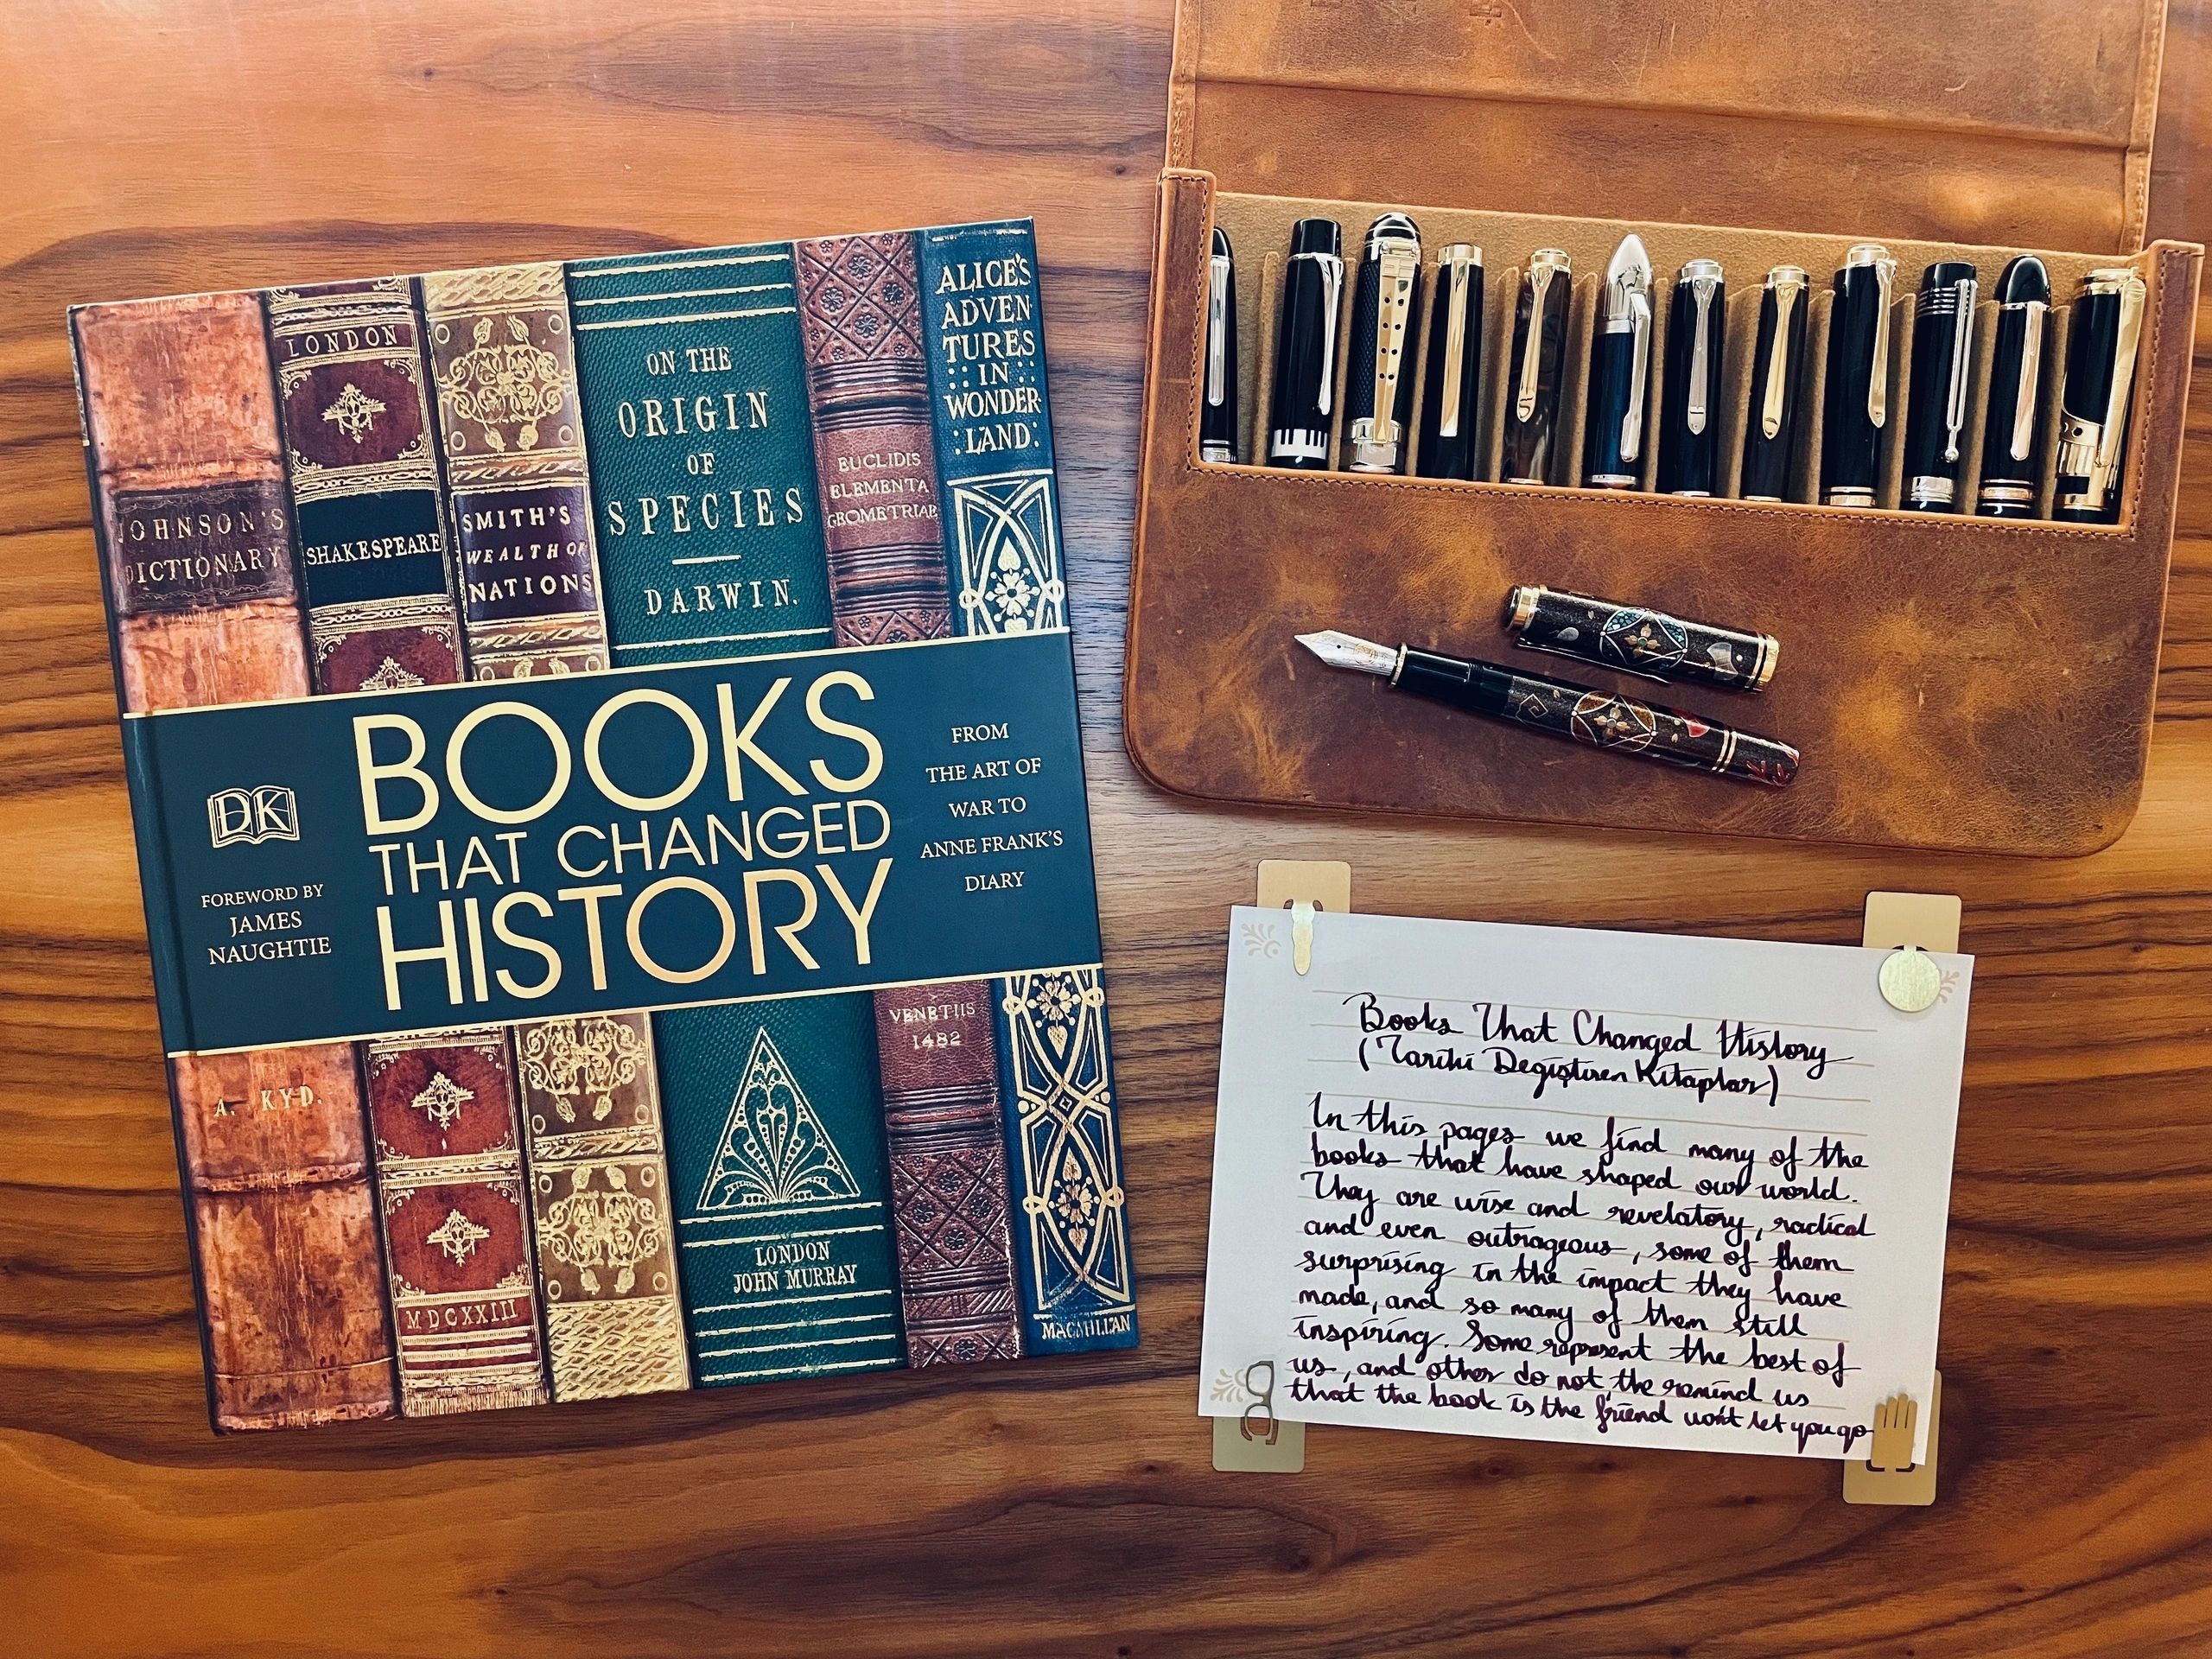 JOHNSON'S
DICTIONARY
A. KYD.
LONDON
SHAKESPEARE
MDCXXIII
SMITH'S
WEALTH OF
NATIONS
ON THE
ORIGIN
OF
SPECIES
DARWIN.
LONDON
JOHN MURRAY
EUCLIDIS
ELEMENTA
GEOMETRIAE
VENETIIS
1482
ALICE'S
ADVEN
TURES
:: IN ::
WONDER
:LAND:
MACMILLAN
DK
FOREWORD BY
JAMES
NAUGHTIE
BOOKS
THAT CHANGED
HISTORY
FROM
THE ART OF
WAR TO
ANNE FRANK'S
DIARY
Books That Changed History
(Tarihi Değiştiren Kitaplar)
In this pages we find many of the
books that have shaped our world.
They are wise and revelatory, radical
and even outrageous, some of them
surprising in the impact they have
made, and so many of them still
inspiring. Some represent the best of
us, and other do not, the remind us
that the book is the friend won't let you go